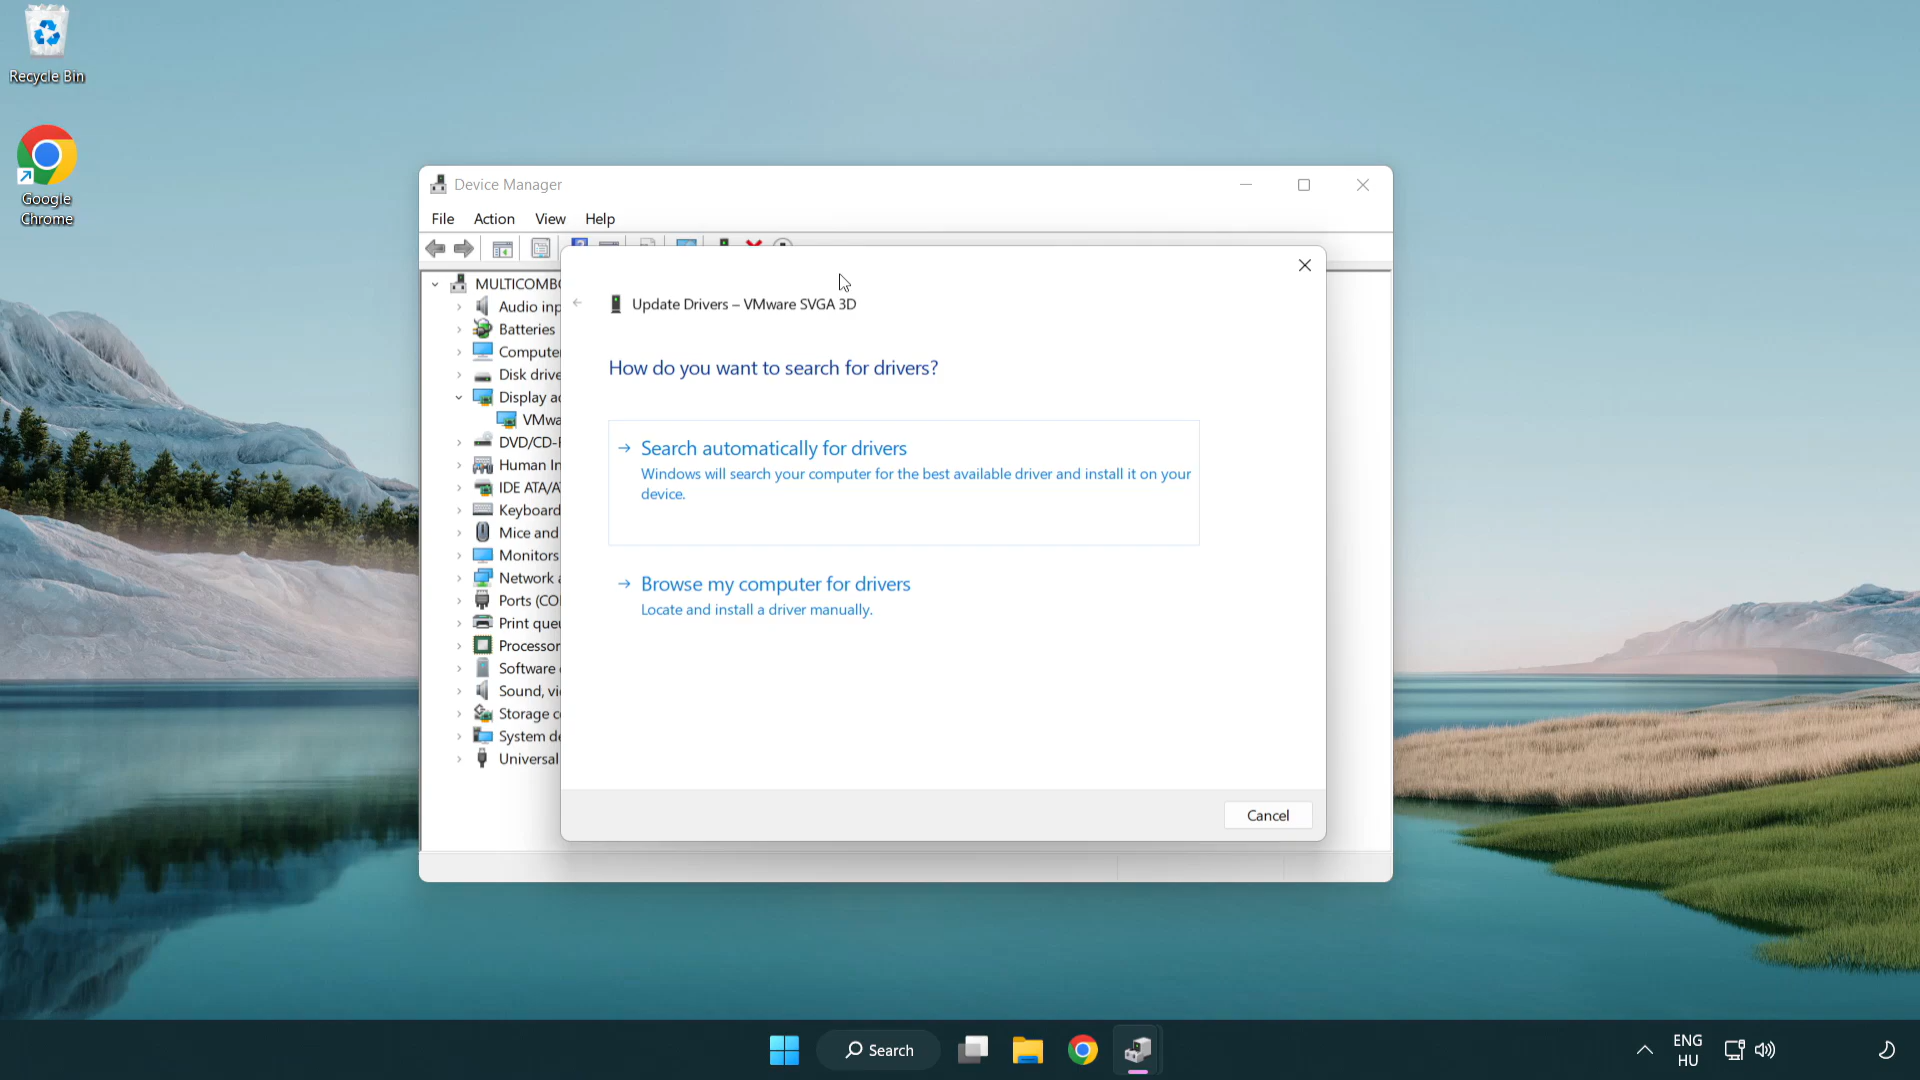 Recycle Bin
Google
Chrome
Device Manager
File Action View Help
MULTICOMBO
Audio inp
Batteries
Compute
Disk drive
Display a
VMwa
DVD/CD-
Human In
IDE ATA/A
Keyboard
Mice and
Monitors
Network a
Ports (CO
Print que
Processor
Software
Sound, vi
Storage c
System de
Universal
Update Drivers – VMware SVGA 3D
How do you want to search for drivers?
Search automatically for drivers
Windows will search your computer for the best available driver and install it on your
device.
Browse my computer for drivers
Locate and install a driver manually.
Cancel
Search
ENG
HU